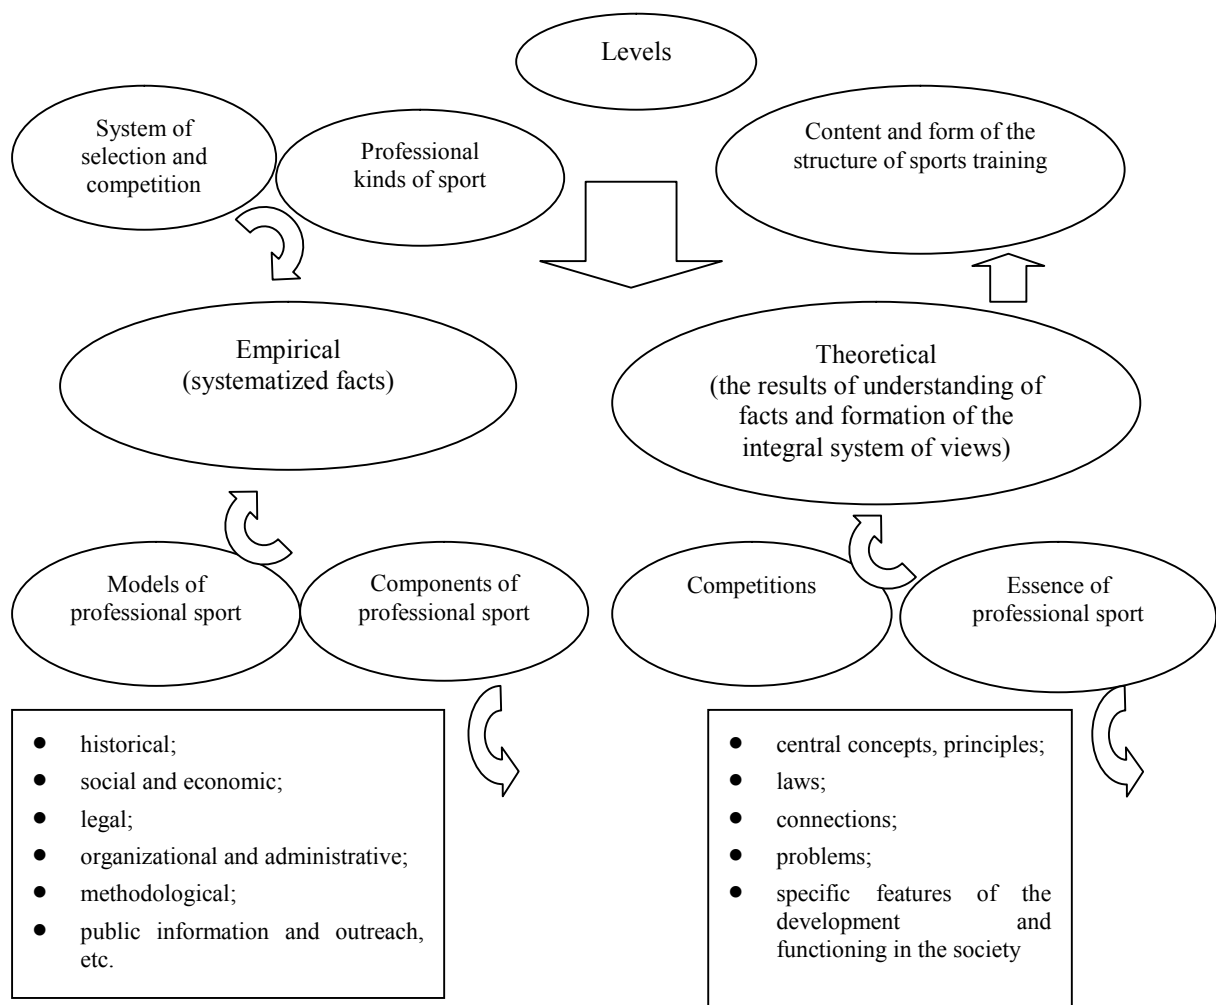 Levels
System of
selection and
competition
Professional
kinds of sport
Content and form of the
structure of sports training
Empirical
(systematized facts)
Theoretical
(the results of understanding of
facts and formation of the
integral system of views)
Models of
professional sport
Components of
professional sport
Competitions
Essence of
professional sport
● historical;
● social and economic;
● legal;
● organizational and administrative;
● methodological;
● public information and outreach,
etc.
● central concepts, principles;
● laws;
● connections;
● problems;
● specific features of the
development and
functioning in the society